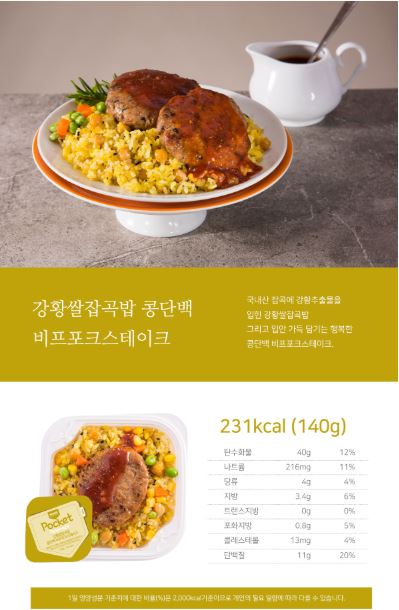 강황쌀잡곡밥 콩단백
비프포크스테이크
국내산 잡곡에 강황추출물을
입힌 강황쌀잡곡밥
그리고 입안 가득 담기는 행복한
콩단백 비프포크스테이크.
231kcal (140g)
탄수화물 40g 12%
나트륨 216mg 11%
당류 4g 4%
지방 3.4g 6%
트랜스지방 0g 0%
포화지방 0.8g 5%
콜레스테롤 13mg 4%
단백질 11g 20%
Pocket
1일 영양성분 기준치에 대한 비율(%)은 2,000kcal기준이므로 개인의 필요 열량에 따라 다를 수 있습니다.